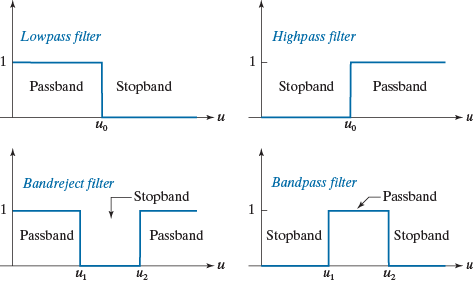 Lowpass filter
1
Passband
Stopband
u₀
u
Highpass filter
1
Stopband
Passband
u₀
u
Bandreject filter
Stopband
1
Passband
Passband
u₁
u₂
u
Bandpass filter
Passband
1
Stopband
Stopband
u₁
u₂
u